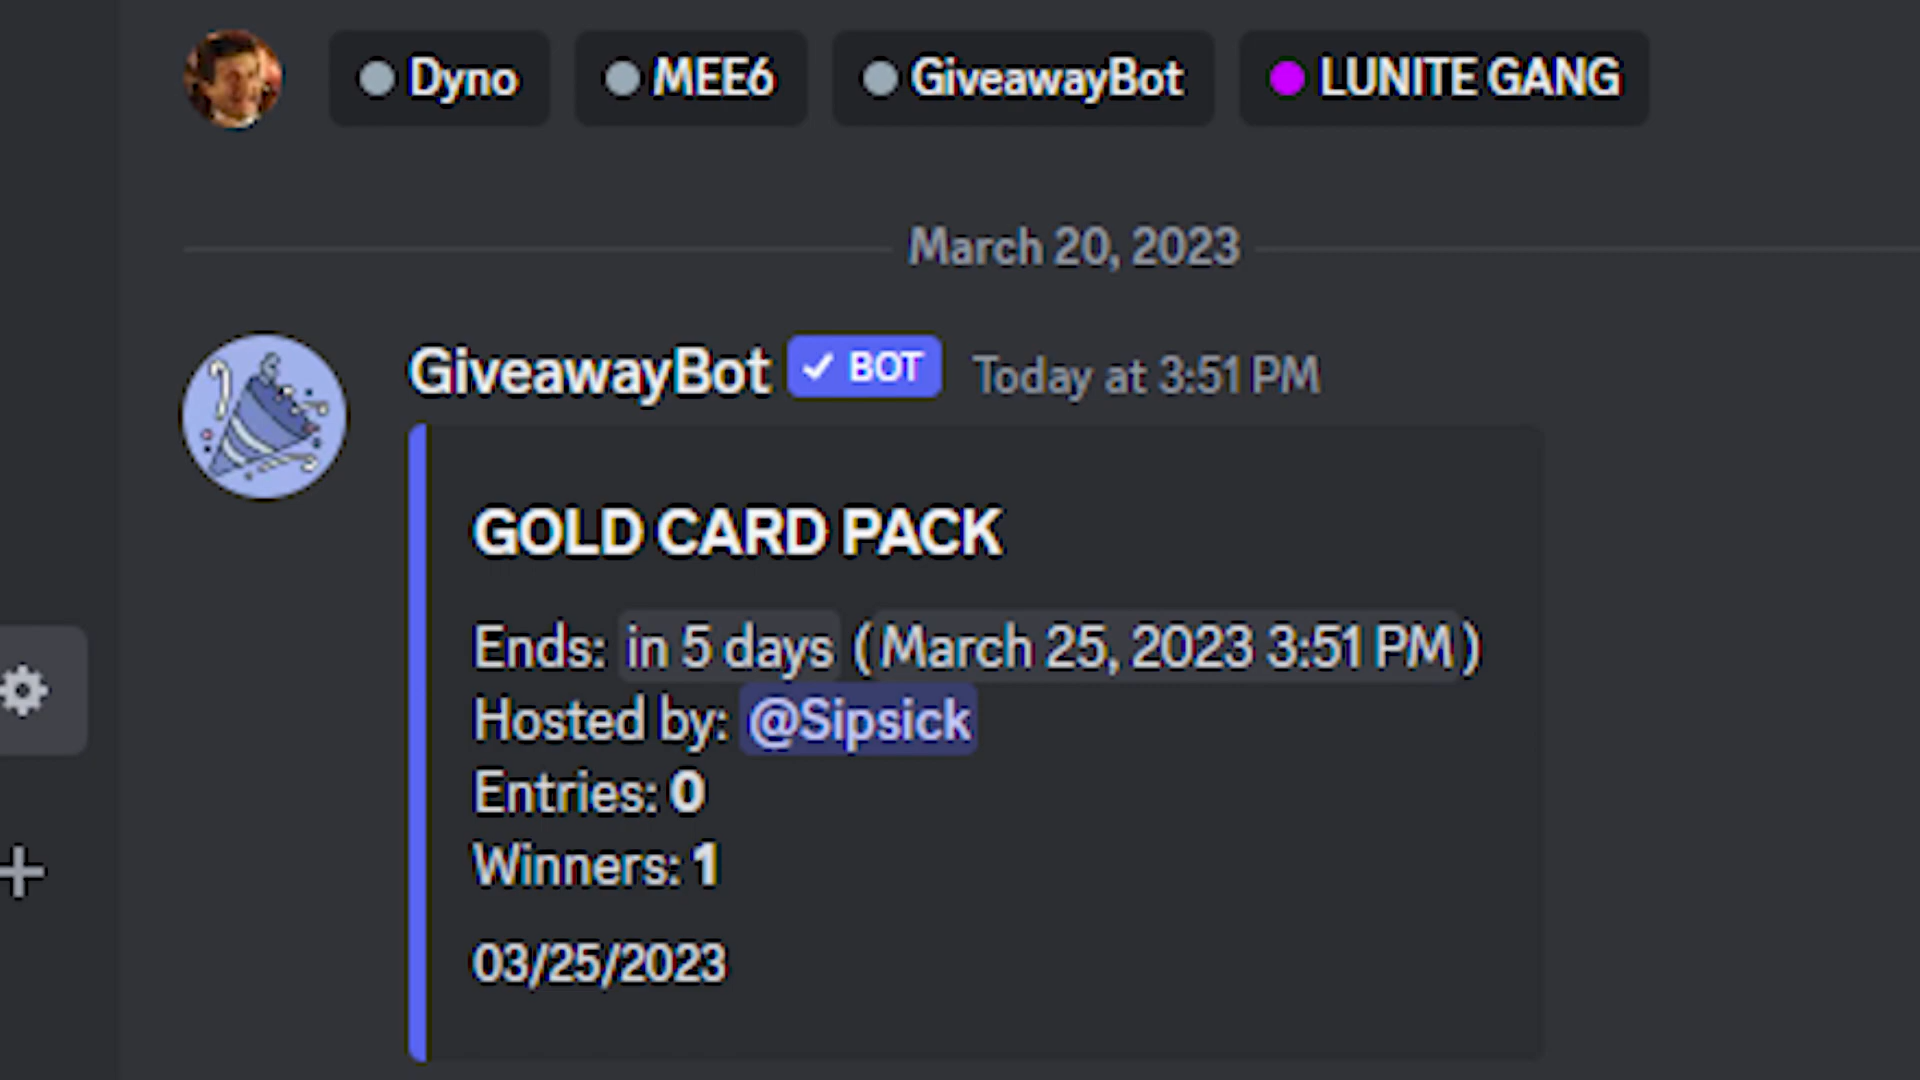 Dyno MEE6 GiveawayBot LUNITE GANG
March 20, 2023
GiveawayBot ✓ BOT Today at 3:51 PM
GOLD CARD PACK
Ends: in 5 days (March 25, 2023 3:51 PM)
Hosted by: @Sipsick
Entries: 0
Winners: 1
03/25/2023